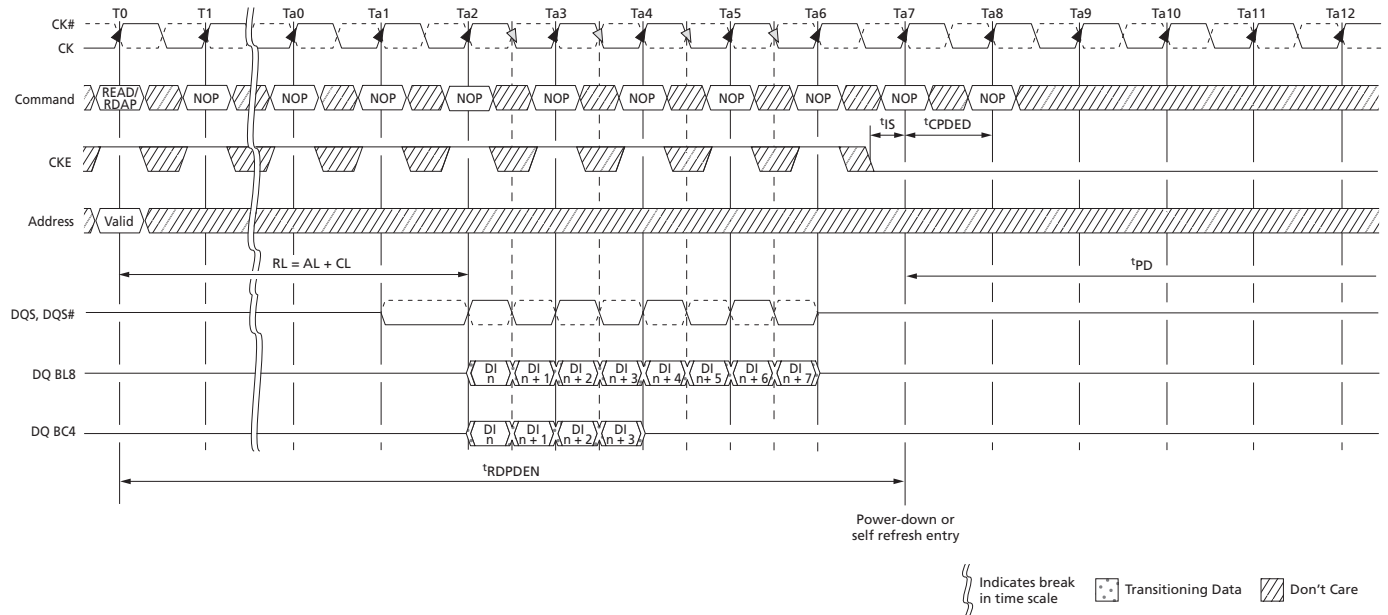 T0 T1 Ta0 Ta1 Ta2 Ta3 Ta4 Ta5 Ta6 Ta7 Ta8 Ta9 Ta10 Ta11 Ta12
CK#
CK
Command READ/ RDAP NOP NOP NOP NOP NOP NOP NOP NOP NOP NOP
tIS tCPDED
CKE
Address Valid
RL = AL + CL tPD
DQS, DQS#
DQ BL8 DI n DI n + 1 DI n + 2 DI n + 3 DI n + 4 DI n+ 5 DI n + 6 DI n + 7
DQ BC4 DI n DI n + 1 DI n + 2 DI n + 3
tRDPDEN
Power-down or
self refresh entry
Indicates break
in time scale
Transitioning Data
Don't Care